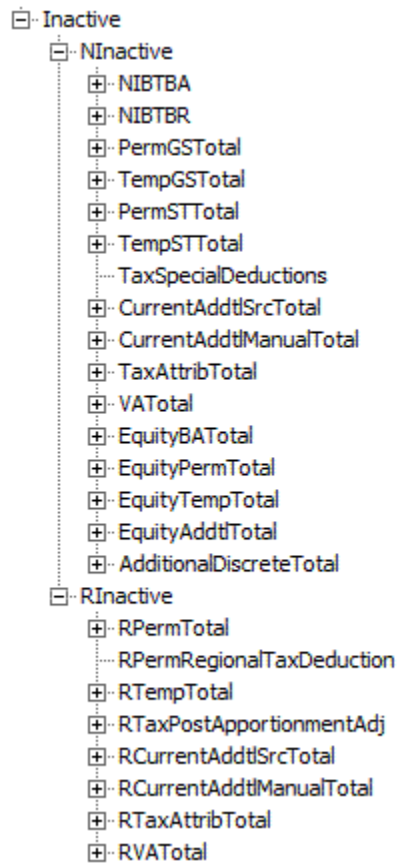 Inactive
NInactive
NIBTBA
NIBTBR
PermGSTotal
TempGSTotal
PermSTTotal
TempSTTotal
TaxSpecialDeductions
CurrentAddtlSrcTotal
CurrentAddtlManualTotal
TaxAttribTotal
VATotal
EquityBATotal
EquityPermTotal
EquityTempTotal
EquityAddtlTotal
AdditionalDiscreteTotal
RInactive
RPermTotal
RPermRegionalTaxDeduction
RTempTotal
RTaxPostApportionmentAdj
RCurrentAddtlSrcTotal
RCurrentAddtlManualTotal
RTaxAttribTotal
RVATotal